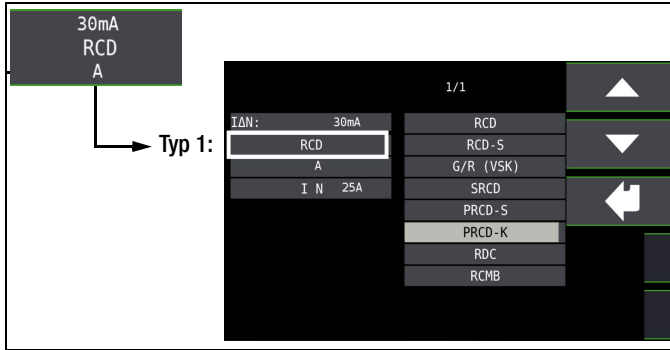 30mA
RCD
A
Typ 1:
1/1
IΔN: 30mA
RCD
A
I N 25A
RCD
RCD-S
G/R (VSK)
SRCD
PRCD-S
PRCD-K
RDC
RCMB